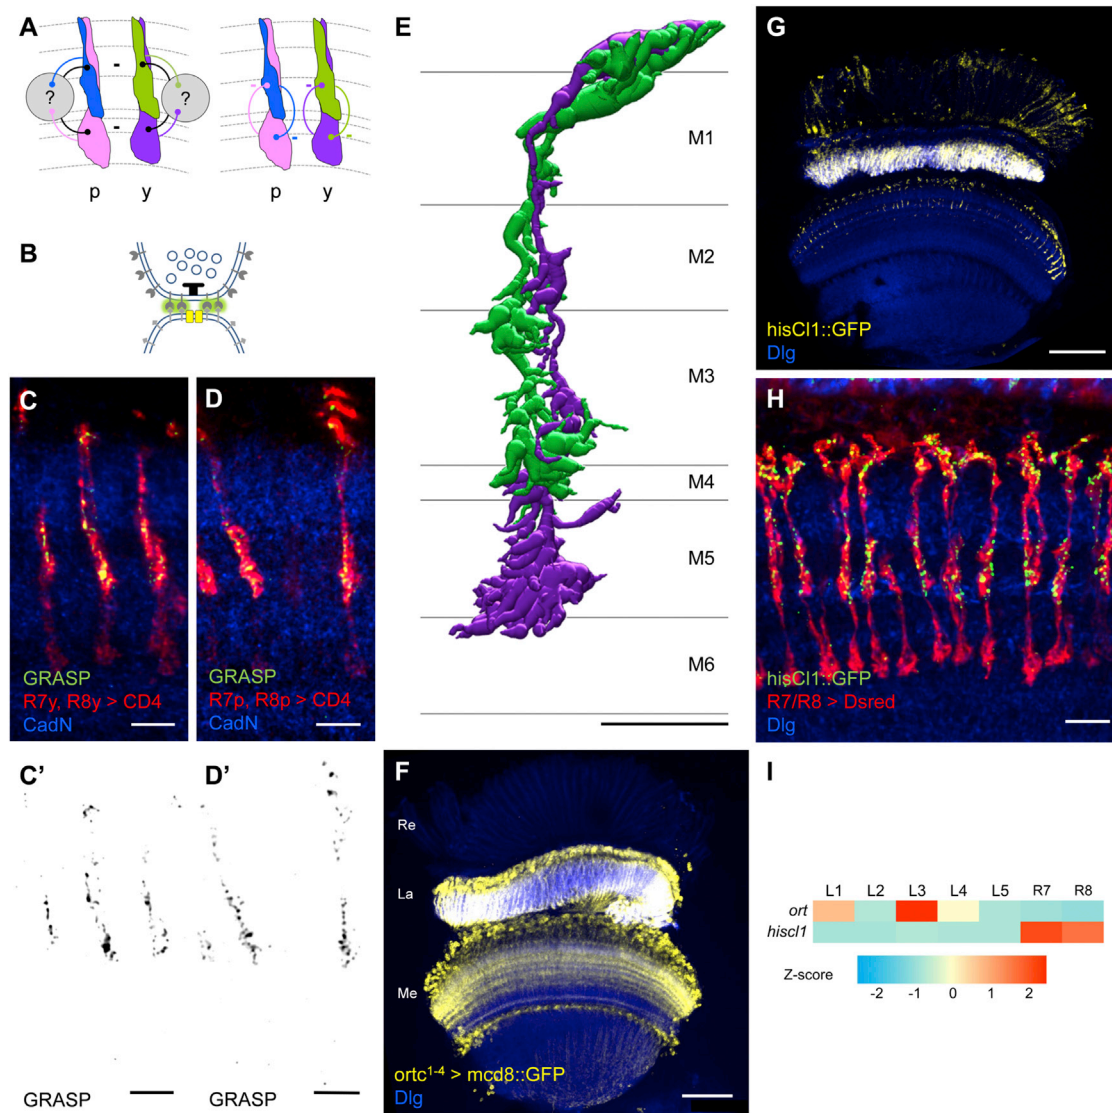 A
?
-
-
?
-
-
-
-
p
y
p
y
B
C
GRASP
R7y, R8y > CD4
CadN
D
GRASP
R7p, R8p > CD4
CadN
C’
GRASP
D’
GRASP
E
M1
M2
M3
M4
M5
M6
F
Re
La
Me
ortc1-4 > mcd8::GFP
Dlg
G
hisCl1::GFP
Dlg
H
hisCl1::GFP
R7/R8 > Dsred
Dlg
I
L1 L2 L3 L4 L5 R7 R8
ort
hiscl1
Z-score
-2 -1 0 1 2